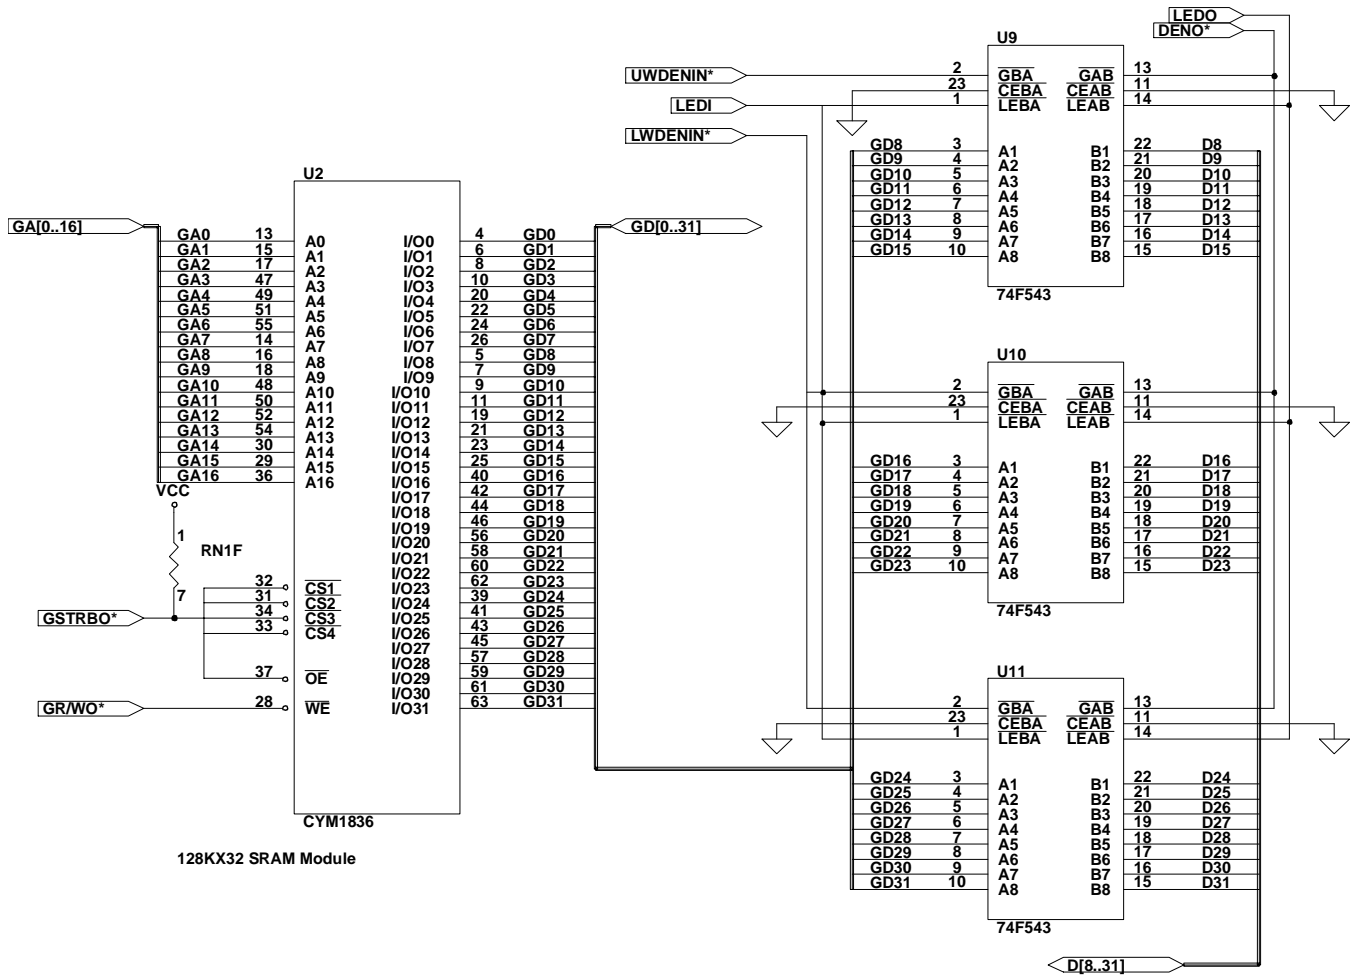 LEDO
DENO*
U9
UWDENIN* 2 GBA GAB 13
23 CEBA CEAB 11
LEDI 1 LEBA LEAB 14
LWDENIN*
GD8 3 A1 B1 22 D8
GD9 4 A2 B2 21 D9
GD10 5 A3 B3 20 D10
GD11 6 A4 B4 19 D11
GD12 7 A5 B5 18 D12
GD13 8 A6 B6 17 D13
GD14 9 A7 B7 16 D14
GD15 10 A8 B8 15 D15
74F543
U2
GA[0..16]
GD[0..31]
GA0 13 A0 I/O0 4 GD0
GA1 15 A1 I/O1 6 GD1
GA2 17 A2 I/O2 8 GD2
GA3 47 A3 I/O3 10 GD3
GA4 49 A4 I/O4 20 GD4
GA5 51 A5 I/O5 22 GD5
GA6 55 A6 I/O6 24 GD6
GA7 14 A7 I/O7 26 GD7
GA8 16 A8 I/O8 5 GD8
GA9 18 A9 I/O9 7 GD9
GA10 48 A10 I/O10 9 GD10
GA11 50 A11 I/O11 11 GD11
GA12 52 A12 I/O12 19 GD12
GA13 54 A13 I/O13 21 GD13
GA14 30 A14 I/O14 23 GD14
GA15 29 A15 I/O15 25 GD15
GA16 36 A16 I/O16 40 GD16
VCC I/O17 42 GD17
I/O18 44 GD18
I/O19 46 GD19
1 I/O20 56 GD20
RN1F I/O21 58 GD21
I/O22 60 GD22
32 CS1 I/O23 62 GD23
7 31 CS2 I/O24 39 GD24
GSTRBO* 34 CS3 I/O25 41 GD25
33 CS4 I/O26 43 GD26
I/O27 45 GD27
I/O28 57 GD28
37 OE I/O29 59 GD29
I/O30 61 GD30
GR/WO* 28 WE I/O31 63 GD31
CYM1836
128KX32 SRAM Module
U10
2 GBA GAB 13
23 CEBA CEAB 11
1 LEBA LEAB 14
GD16 3 A1 B1 22 D16
GD17 4 A2 B2 21 D17
GD18 5 A3 B3 20 D18
GD19 6 A4 B4 19 D19
GD20 7 A5 B5 18 D20
GD21 8 A6 B6 17 D21
GD22 9 A7 B7 16 D22
GD23 10 A8 B8 15 D23
74F543
U11
2 GBA GAB 13
23 CEBA CEAB 11
1 LEBA LEAB 14
GD24 3 A1 B1 22 D24
GD25 4 A2 B2 21 D25
GD26 5 A3 B3 20 D26
GD27 6 A4 B4 19 D27
GD28 7 A5 B5 18 D28
GD29 8 A6 B6 17 D29
GD30 9 A7 B7 16 D30
GD31 10 A8 B8 15 D31
74F543
D[8..31]